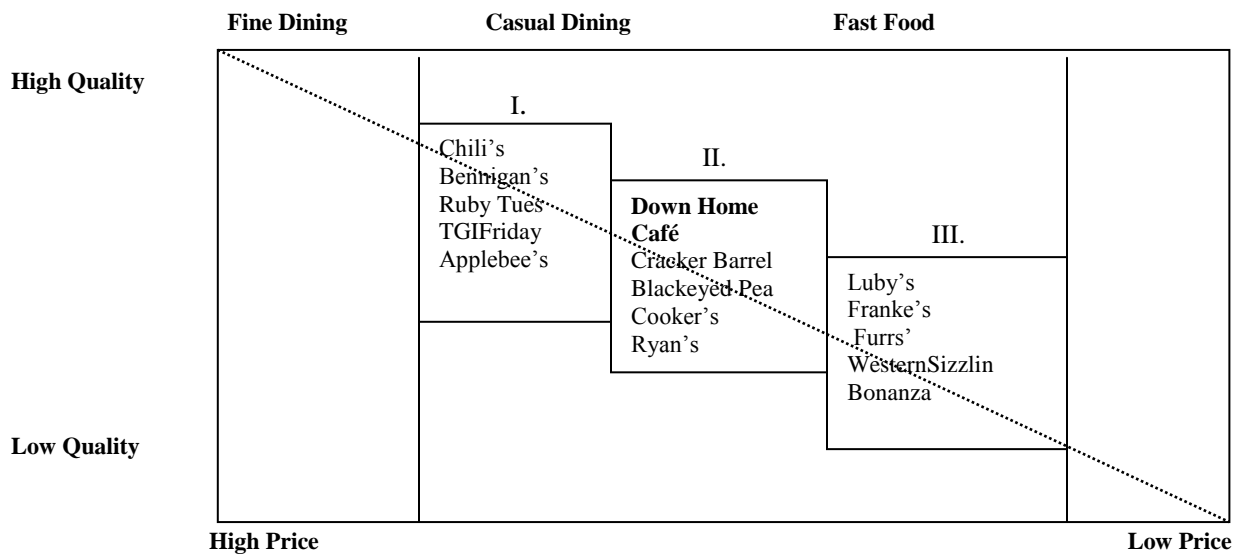 Fine Dining Casual Dining Fast Food
High Quality
I.
Chili’s
Bennigan’s
Ruby Tues
TGIFriday
Applebee’s
II.
Down Home
Café
Cracker Barrel
Blackeyed Pea
Cooker’s
Ryan’s
III.
Luby’s
Franke’s
Furrs’
WesternSizzlin
Bonanza
Low Quality
High Price Low Price